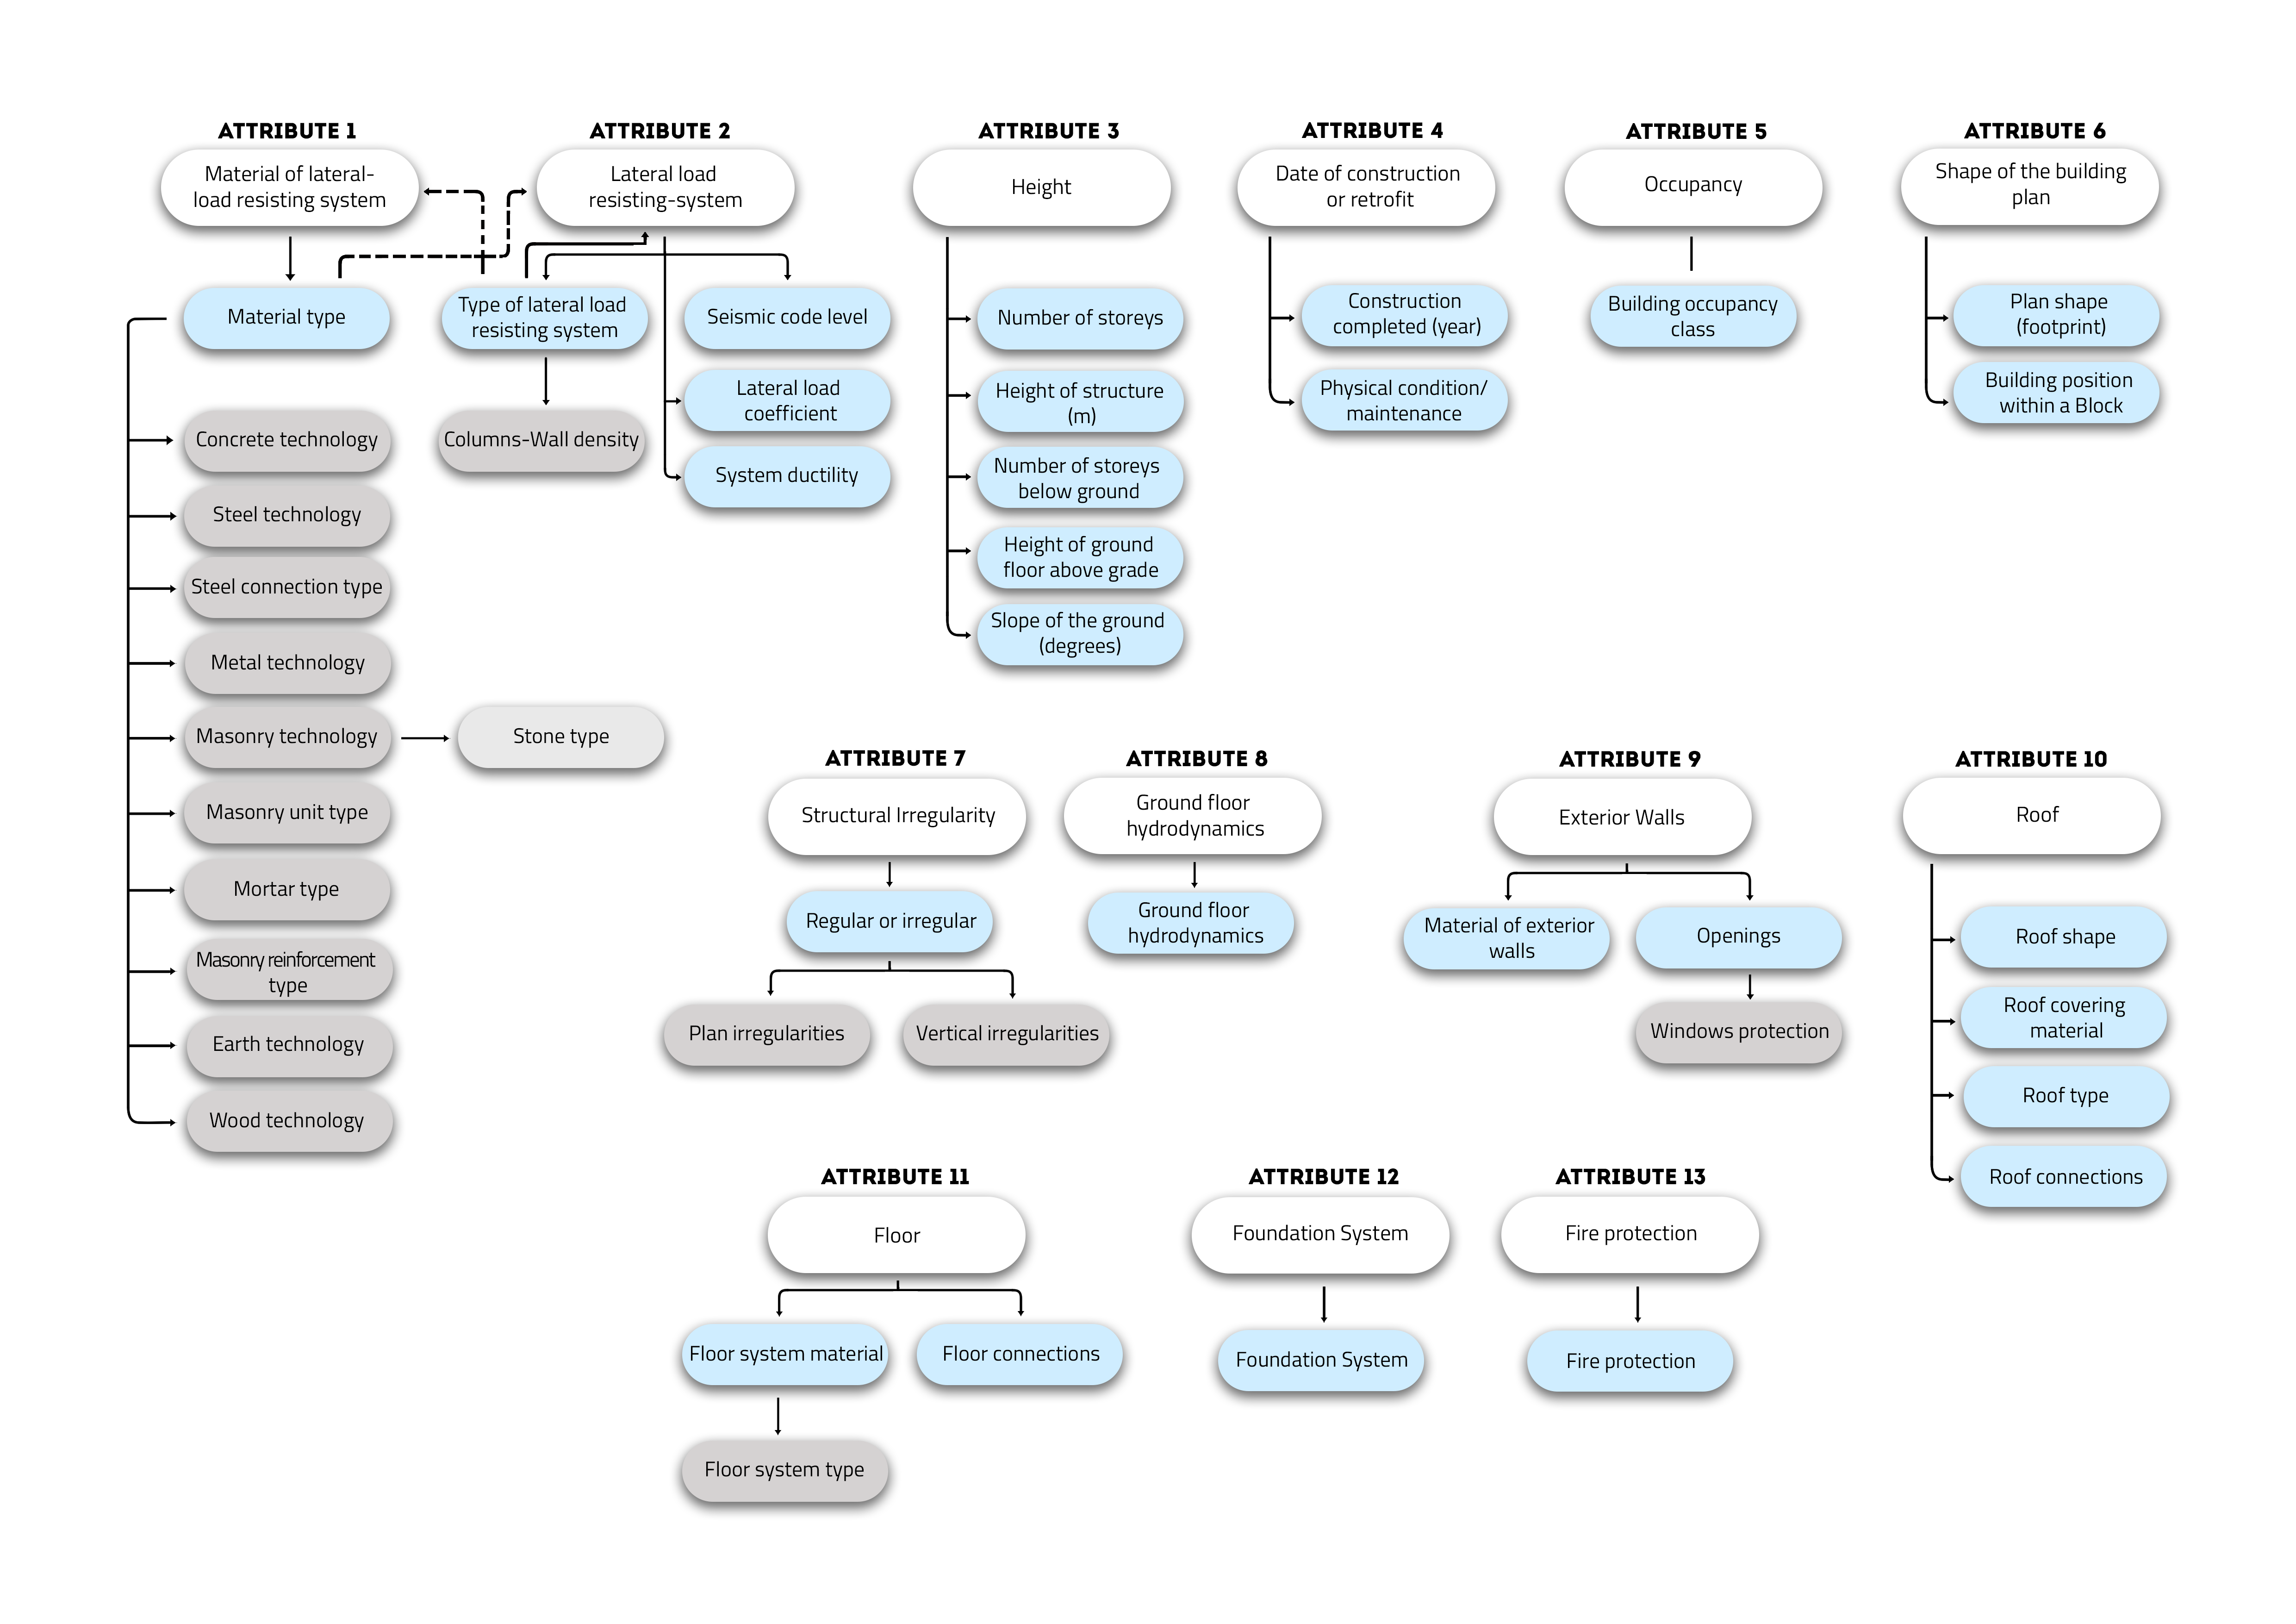 ATTRIBUTE 1
Material of lateral-
load resisting system
Material type
Concrete technology
Steel technology
Steel connection type
Metal technology
Masonry technology
Stone type
Masonry unit type
Mortar type
Masonry reinforcement
type
Earth technology
Wood technology
ATTRIBUTE 2
Lateral load
resisting-system
Type of lateral load
resisting system
Columns-Wall density
Seismic code level
Lateral load
coefficient
System ductility
ATTRIBUTE 3
Height
Number of storeys
Height of structure
(m)
Number of storeys
below ground
Height of ground
floor above grade
Slope of the ground
(degrees)
ATTRIBUTE 4
Date of construction
or retrofit
Construction
completed (year)
Physical condition/
maintenance
ATTRIBUTE 5
Occupancy
Building occupancy
class
ATTRIBUTE 6
Shape of the building
plan
Plan shape
(footprint)
Building position
within a Block
ATTRIBUTE 7
Structural Irregularity
Regular or irregular
Plan irregularities
Vertical irregularities
ATTRIBUTE 8
Ground floor
hydrodynamics
Ground floor
hydrodynamics
ATTRIBUTE 9
Exterior Walls
Material of exterior
walls
Openings
Windows protection
ATTRIBUTE 10
Roof
Roof shape
Roof covering
material
Roof type
Roof connections
ATTRIBUTE 11
Floor
Floor system material
Floor connections
Floor system type
ATTRIBUTE 12
Foundation System
Foundation System
ATTRIBUTE 13
Fire protection
Fire protection